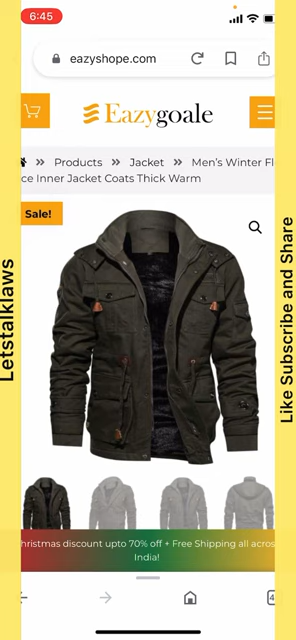 6:45
eazyshope.com
Eazygoale
Products >> Jacket >> Men's Winter Fl
ce Inner Jacket Coats Thick Warm
Sale!
Letstalklaws
Like Subscribe and Share
hristmas discount upto 70% off + Free Shipping all acros
India!
4